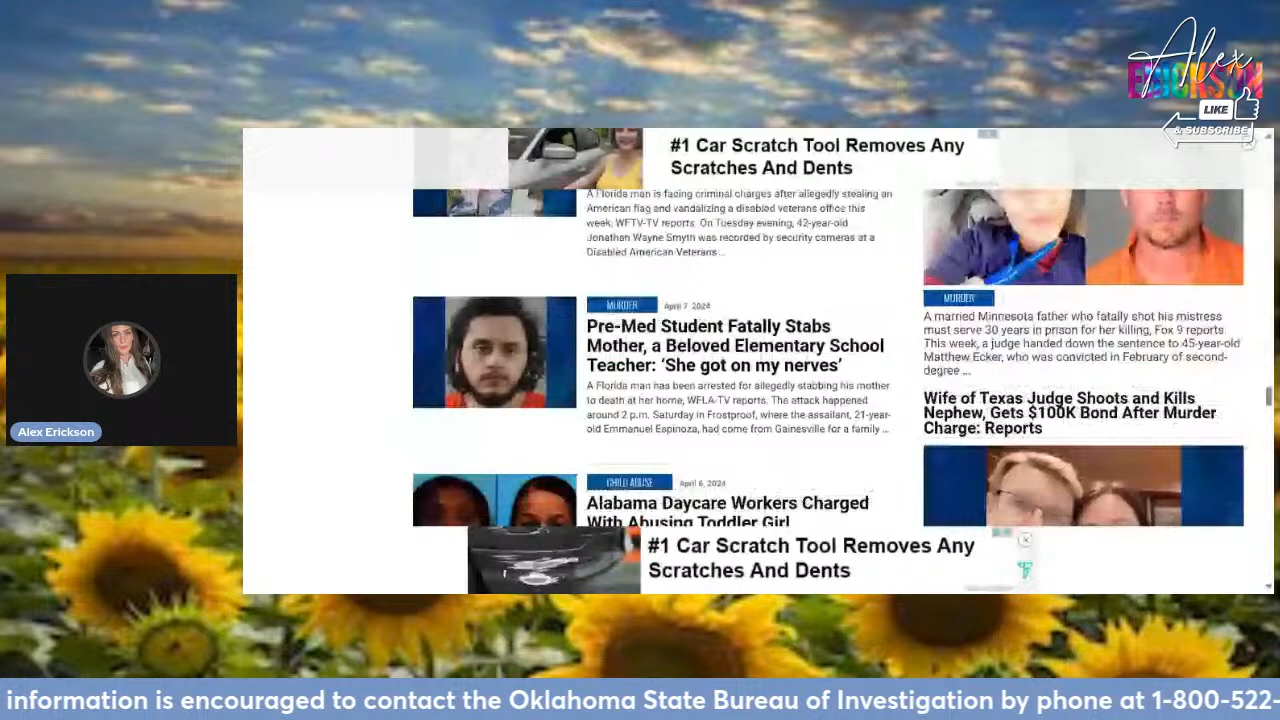 Alex
ERICKSON
LIKE
& SUBSCRIBE
#1 Car Scratch Tool Removes Any
Scratches And Dents
A Florida man is facing criminal charges after allegedly stealing an
American flag and vandalizing a disabled veterans office this
week, WFTV-TV reports. On Tuesday evening, 42-year-old
Jonathan Wayne Smyth was recorded by security cameras at a
Disabled American Veterans ...
MURDER April 7, 2024
Pre-Med Student Fatally Stabs
Mother, a Beloved Elementary School
Teacher: ‘She got on my nerves’
A Florida man has been arrested for allegedly stabbing his mother
to death at her home, WFLA-TV reports. The attack happened
around 2 p.m. Saturday in Frostproof, where the assailant, 21-year-
old Emmanuel Espinoza, had come from Gainesville for a family ...
CHILD ABUSE April 6, 2024
Alabama Daycare Workers Charged
With Abusing Toddler Girl
MURDER
A married Minnesota father who fatally shot his mistress
must serve 30 years in prison for her killing, Fox 9 reports.
This week, a judge handed down the sentence to 45-year-old
Matthew Ecker, who was convicted in February of second-
degree ...
Wife of Texas Judge Shoots and Kills
Nephew, Gets $100K Bond After Murder
Charge: Reports
#1 Car Scratch Tool Removes Any
Scratches And Dents
Alex Erickson
information is encouraged to contact the Oklahoma State Bureau of Investigation by phone at 1-800-522-